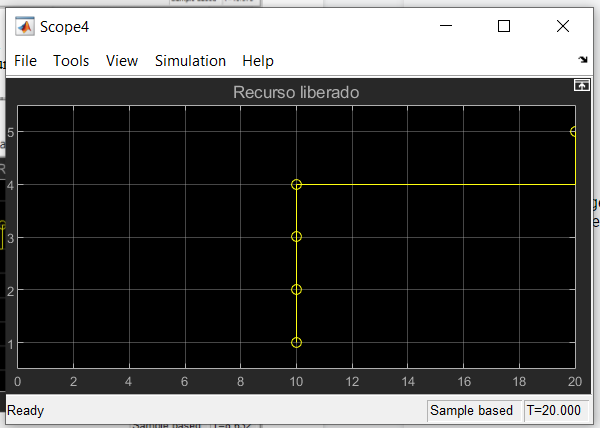 Scope4
File Tools View Simulation Help
Recurso liberado
5
4
3
2
1
0 2 4 6 8 10 12 14 16 18 20
Ready
Sample based T=20.000